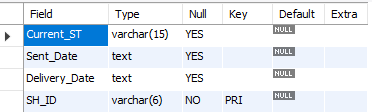 Field Type Null Key Default Extra
Current_ST varchar(15) YES NULL
Sent_Date text YES NULL
Delivery_Date text YES NULL
SH_ID varchar(6) NO PRI NULL